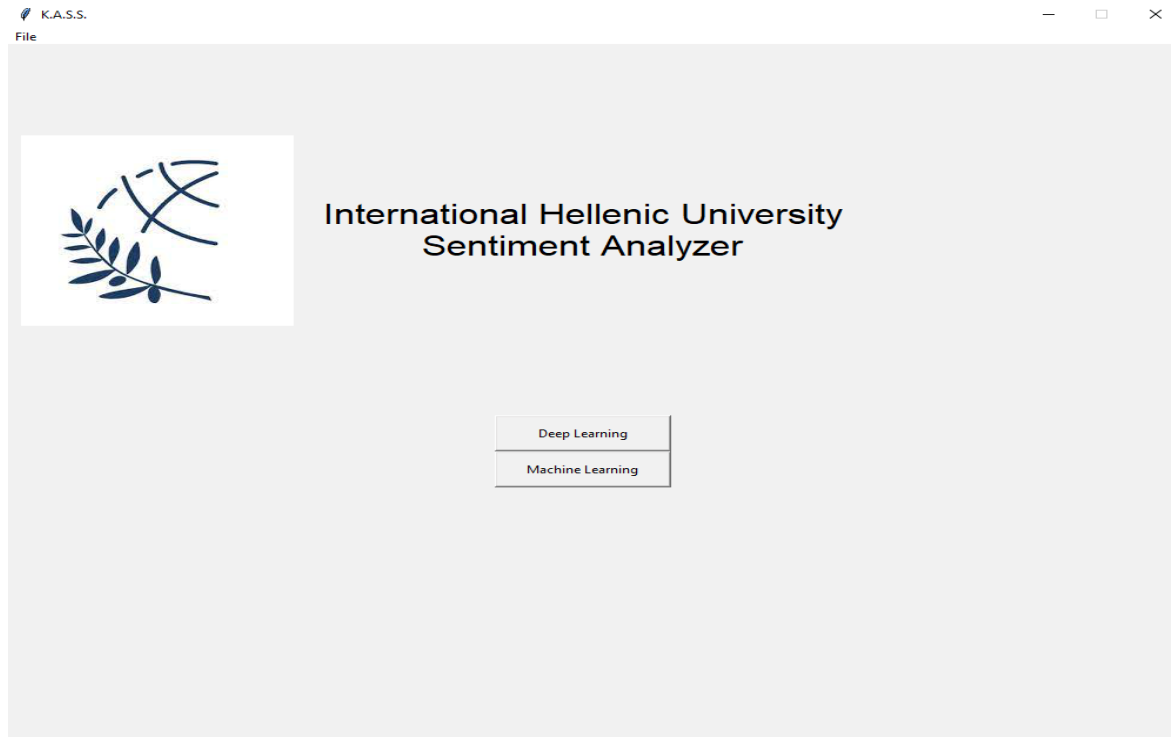 K.A.S.S.
File
International Hellenic University
Sentiment Analyzer
Deep Learning
Machine Learning